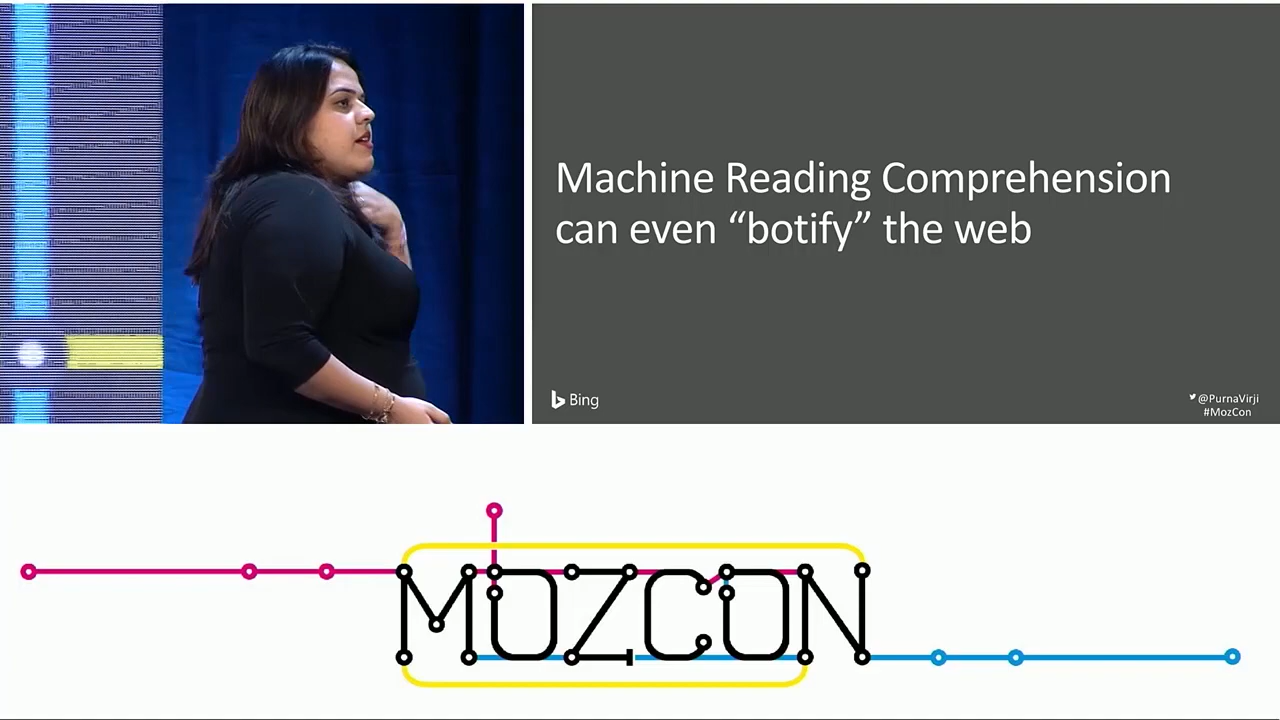 Machine Reading Comprehension
can even “botify” the web
Bing
@PurnaVirji
#MozCon
MOZCON